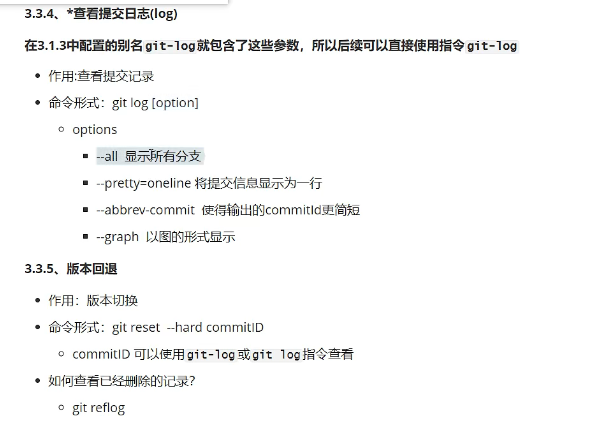 3.3.4、*查看提交日志(log)
在3.1.3中配置的别名git-log就包含了这些参数，所以后续可以直接使用指令git-log
作用:查看提交记录
命令形式：git log [option]
options
--all 显示所有分支
--pretty=oneline 将提交信息显示为一行
--abbrev-commit 使得输出的commitId更简短
--graph 以图的形式显示
3.3.5、版本回退
作用：版本切换
命令形式：git reset --hard commitID
commitID 可以使用git-log或git log指令查看
如何查看已经删除的记录？
git reflog